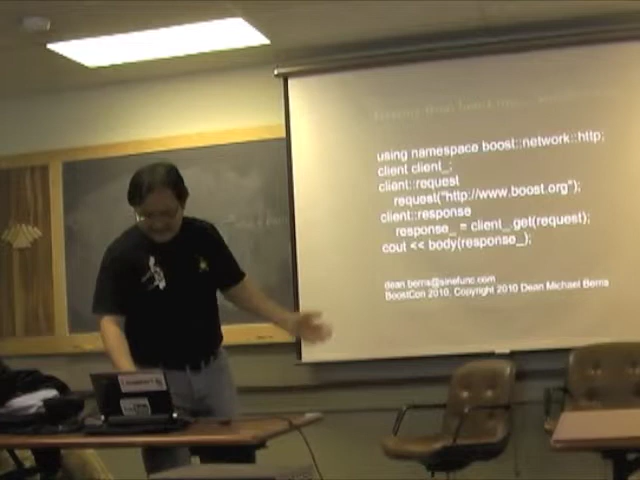 using namespace boost::network::http;
client client_;
client::request
request("http://www.boost.org");
client::response
response_ = client_.get(request);
cout << body(response_);
dean berris@sinefunc.com
BoostCon 2010, Copyright 2010 Dean Michael Berris